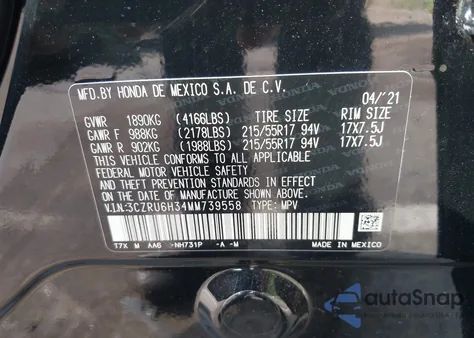 MFD.BY HONDA DE MEXICO S.A. DE C.V.
04/'21
GVWR 1890KG (4166LBS) TIRE SIZE RIM SIZE
GAWR F 988KG (2178LBS) 215/55R17 94V 17X7.5J
GAWR R 902KG (1988LBS) 215/55R17 94V 17X7.5J
THIS VEHICLE CONFORMS TO ALL APPLICABLE
FEDERAL MOTOR VEHICLE SAFETY AND THEFT
PREVENTION STANDARDS IN EFFECT ON THE
DATE OF MANUFACTURE SHOWN ABOVE.
V.I.N.:3CZRU6H34MM739558 TYPE: MPV
T7X M AA6 -NH731P -A -M MADE IN MEXICO
autoSnap